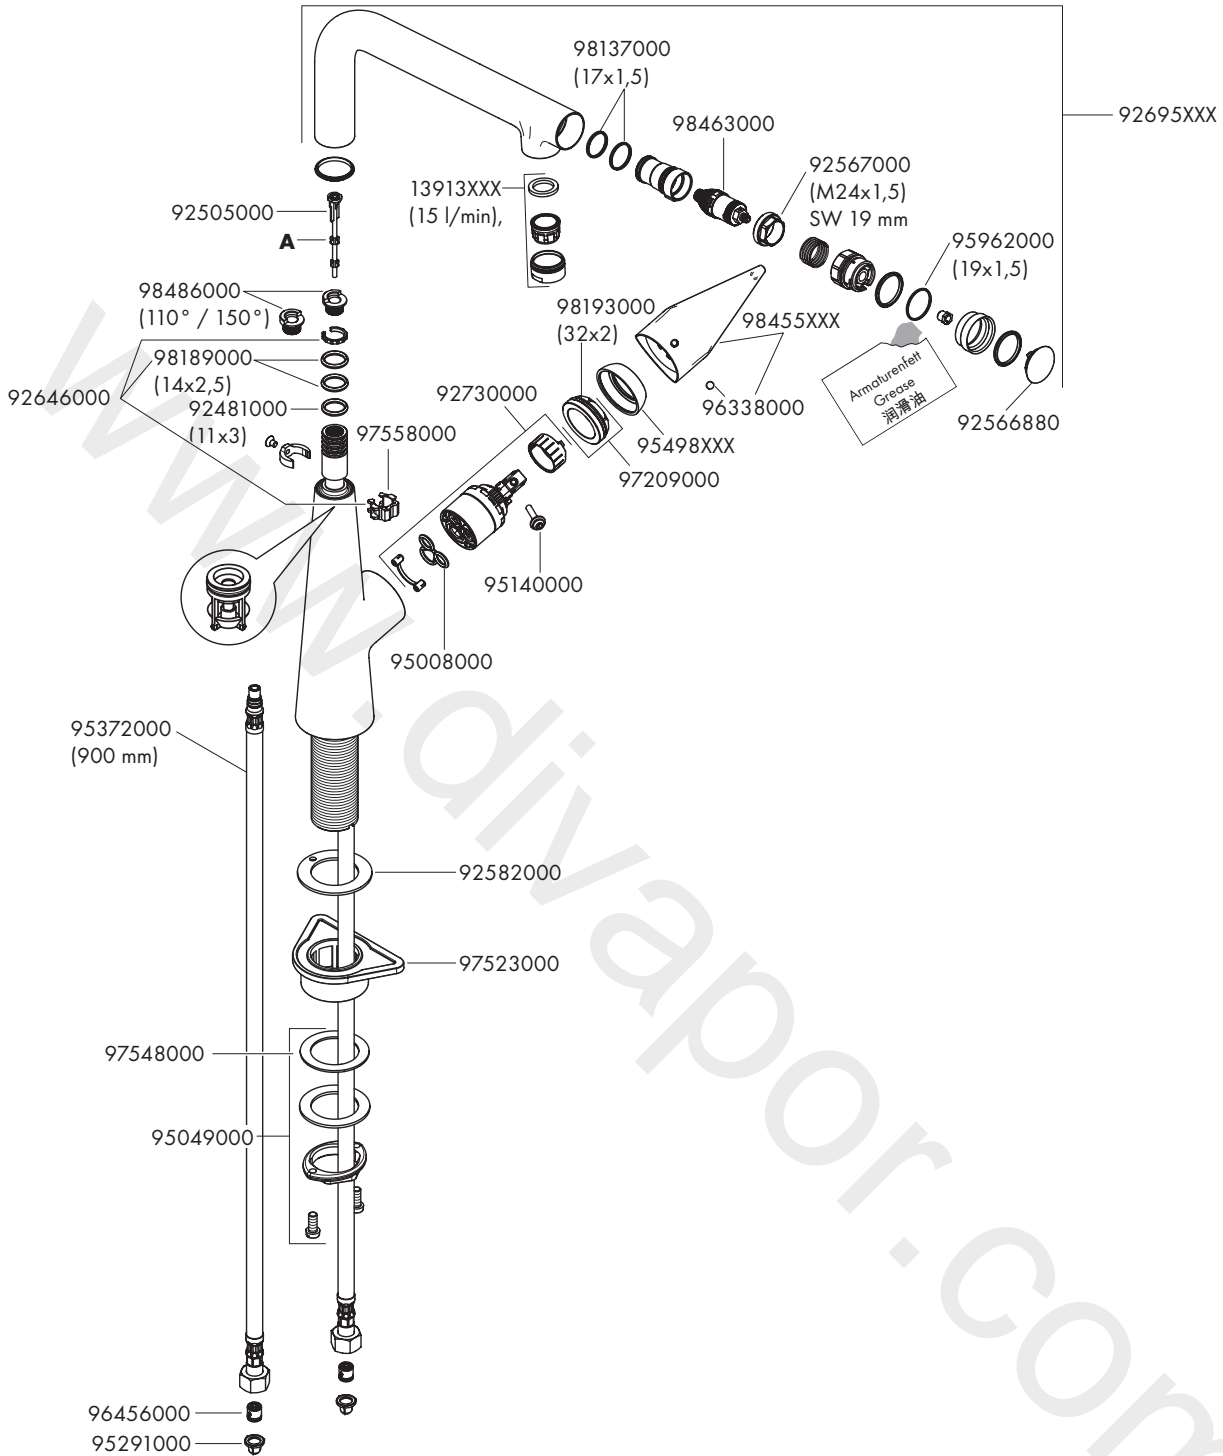 98137000
(17x1,5)
98463000
92695XXX
92567000
(M24x1,5)
SW 19 mm
13913XXX
(15 l/min),
92505000
A
95962000
(19x1,5)
98486000
(110° / 150°)
98193000
(32x2)
98455XXX
98189000
(14x2,5)
92646000
92730000
96338000
Armaturenfett
Grease
润滑油
92566880
92481000
(11x3)
97558000
95498XXX
97209000
95140000
95008000
95372000
(900 mm)
92582000
97523000
97548000
95049000
96456000
95291000
www.divapor.com